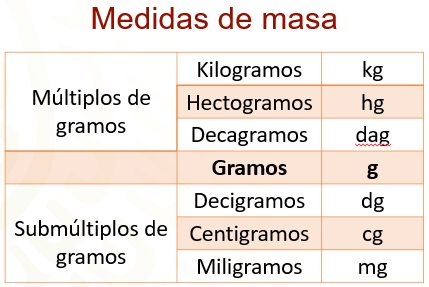 Medidas de masa
Múltiplos de
gramos
Kilogramos kg
Hectogramos hg
Decagramos dag
Gramos g
Submúltiplos de
gramos
Decigramos dg
Centigramos cg
Miligramos mg